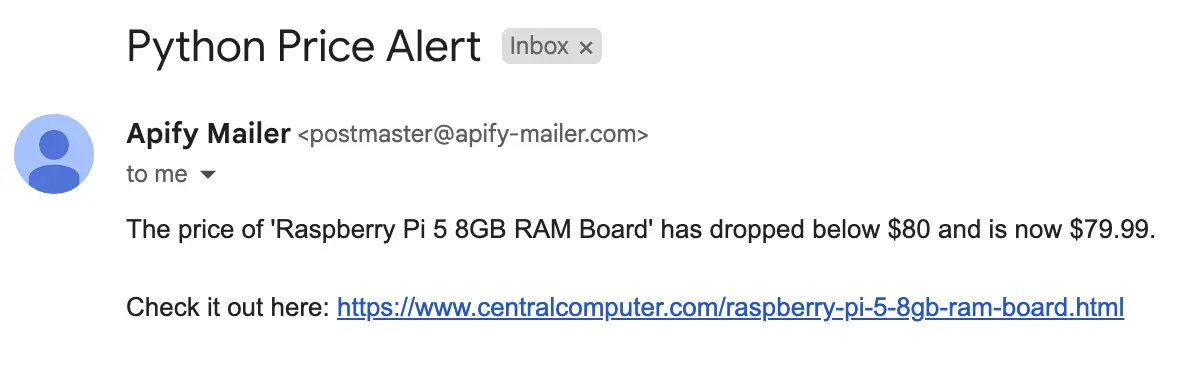 Python Price Alert Inbox ×
Apify Mailer <postmaster@apify-mailer.com>
to me
The price of 'Raspberry Pi 5 8GB RAM Board' has dropped below $80 and is now $79.99.
Check it out here: https://www.centralcomputer.com/raspberry-pi-5-8gb-ram-board.html